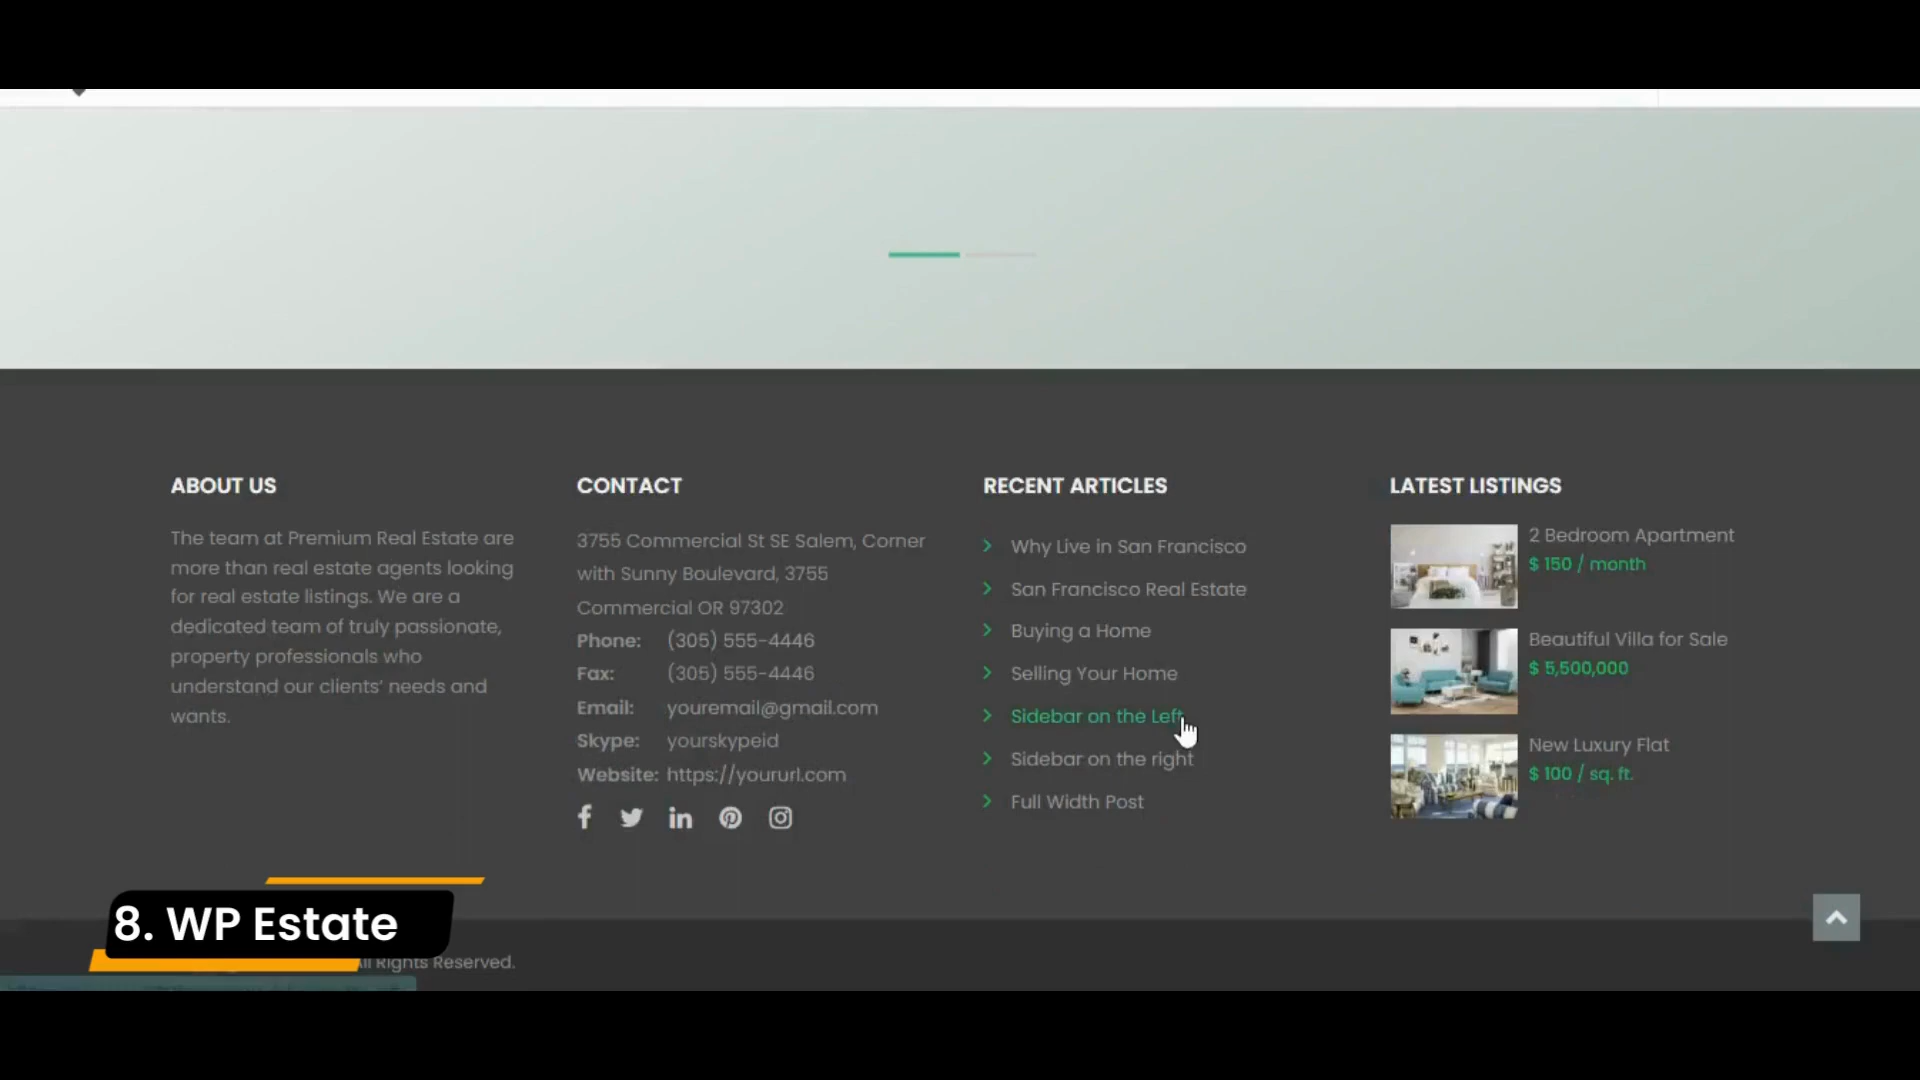 ABOUT US
The team at Premium Real Estate are
more than real estate agents looking
for real estate listings. We are a
dedicated team of truly passionate,
property professionals who
understand our clients' needs and
wants.
CONTACT
3755 Commercial St SE Salem, Corner
with Sunny Boulevard, 3755
Commercial OR 97302
Phone: (305) 555-4446
Fax: (305) 555-4446
Email: youremail@gmail.com
Skype: yourskypeid
Website: https://yoururl.com
RECENT ARTICLES
Why Live in San Francisco
San Francisco Real Estate
Buying a Home
Selling Your Home
Sidebar on the Left
Sidebar on the right
Full Width Post
LATEST LISTINGS
2 Bedroom Apartment
$ 150 / month
Beautiful Villa for Sale
$ 5,500,000
New Luxury Flat
$ 100 / sq. ft.
8. WP Estate
All Rights Reserved.